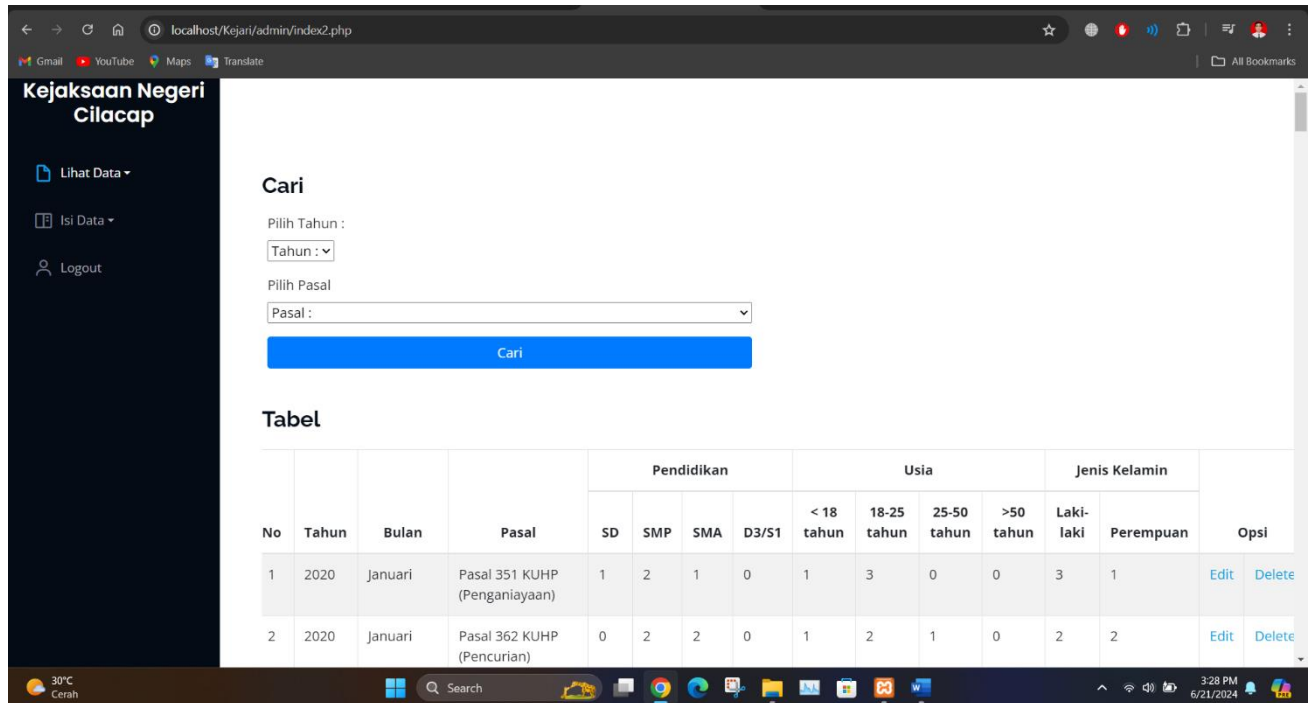 localhost/Kejari/admin/index2.php
Gmail YouTube Maps Translate All Bookmarks
Kejaksaan Negeri
Cilacap
Lihat Data
Isi Data
Logout
Cari
Pilih Tahun :
Tahun :
Pilih Pasal
Pasal :
Cari
Tabel
Pendidikan Usia Jenis Kelamin
No Tahun Bulan Pasal SD SMP SMA D3/S1 < 18 tahun 18-25 tahun 25-50 tahun >50 tahun Laki-laki Perempuan Opsi
1 2020 Januari Pasal 351 KUHP (Penganiayaan) 1 2 1 0 1 3 0 0 3 1 Edit Delete
2 2020 Januari Pasal 362 KUHP (Pencurian) 0 2 2 0 1 2 1 0 2 2 Edit Delete
30°C
Cerah
Search
3:28 PM
6/21/2024